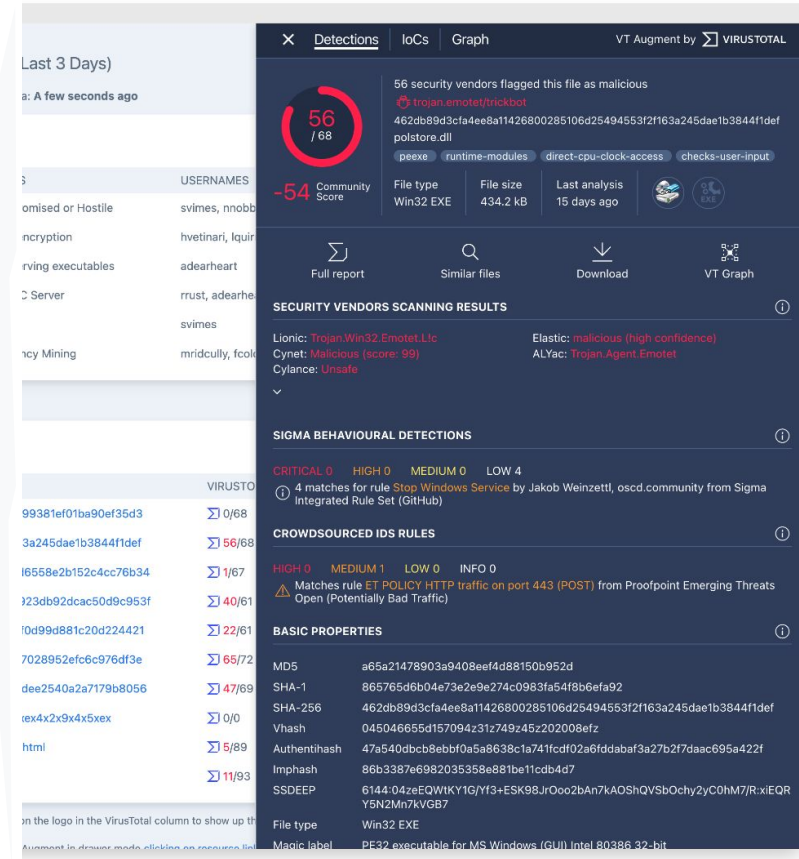 Last 3 Days)
a: A few seconds ago
S
USERNAMES
omised or Hostile
svimes, nnobb
ncryption
hvetinari, lquir
rving executables
adearheart
C Server
rrust, adearhea
svimes
ncy Mining
mridcully, fcolo
VIRUSTO
99381ef01ba90ef35d3
0/68
3a245dae1b3844f1def
56/68
l6558e2b152c4cc76b34
1/67
923db92dcac50d9c953f
40/61
f0d99d881c20d224421
22/61
7028952efc6c976df3e
65/72
dee2540a2a7179b8056
47/69
xex4x2x9x4x5xex
0/0
html
5/89
11/93
on the logo in the VirusTotal column to show up th
Augment in drawer mode clicking on resource lin
Detections IoCs Graph VT Augment by VIRUSTOTAL
56
/ 68
-54 Community
Score
56 security vendors flagged this file as malicious
trojan.emotet/trickbot
462db89d3cfa4ee8a11426800285106d25494553f2f163a245dae1b3844f1def
polstore.dll
peexe runtime-modules direct-cpu-clock-access checks-user-input
File type File size Last analysis
Win32 EXE 434.2 kB 15 days ago
EXE
Full report Similar files Download VT Graph
SECURITY VENDORS SCANNING RESULTS
Lionic: Trojan.Win32.Emotet.L!c Elastic: malicious (high confidence)
Cynet: Malicious (score: 99) ALYac: Trojan.Agent.Emotet
Cylance: Unsafe
SIGMA BEHAVIOURAL DETECTIONS
CRITICAL 0 HIGH 0 MEDIUM 0 LOW 4
4 matches for rule Stop Windows Service by Jakob Weinzettl, oscd.community from Sigma
Integrated Rule Set (GitHub)
CROWDSOURCED IDS RULES
HIGH 0 MEDIUM 1 LOW 0 INFO 0
Matches rule ET POLICY HTTP traffic on port 443 (POST) from Proofpoint Emerging Threats
Open (Potentially Bad Traffic)
BASIC PROPERTIES
MD5 a65a21478903a9408eef4d88150b952d
SHA-1 865765d6b04e73e2e9e274c0983fa54f8b6efa92
SHA-256 462db89d3cfa4ee8a11426800285106d25494553f2f163a245dae1b3844f1def
Vhash 045046655d157094z31z749z45z202008efz
Authentihash 47a540dbcb8ebbf0a5a8638c1a741fcdf02a6fddabaf3a27b2f7daac695a422f
Imphash 86b3387e6982035358e881be11cdb4d7
SSDEEP 6144:04zeEQWtKY1G/Yf3+ESK98JrOoo2bAn7kAOShQVSbOchy2yC0hM7/R:xiEQR
Y5N2Mn7kVGB7
File type Win32 EXE
Magic label PE32 executable for MS Windows (GUI) Intel 80386 32-bit